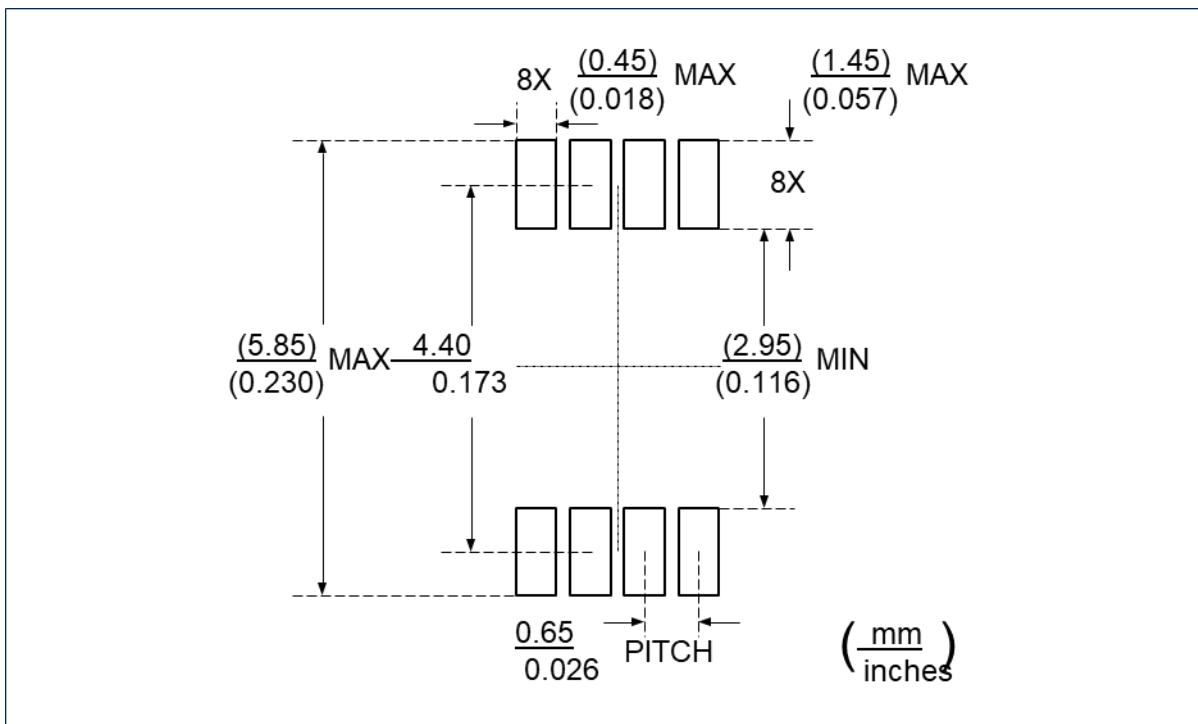 8X (0.45) MAX (1.45) MAX
(0.018) (0.057)
8X
(5.85) MAX 4.40 (2.95) MIN
(0.230) 0.173 (0.116)
0.65 PITCH (mm)
0.026 inches